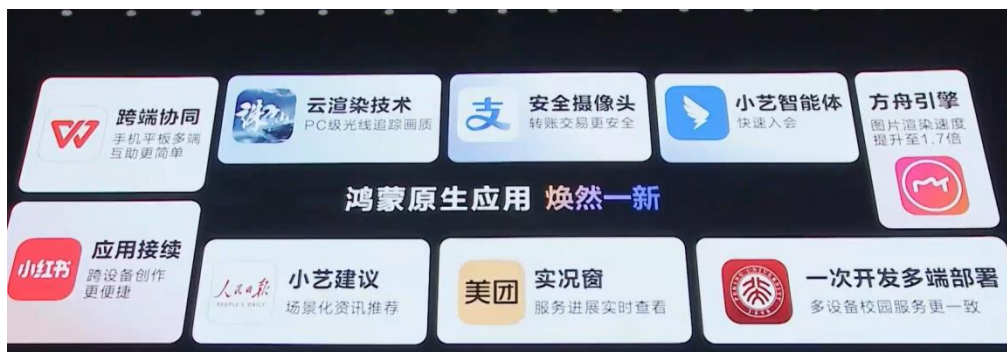 跨端协同
手机平板多端
互助更简单
云渲染技术
PC级光线追踪画质
支
安全摄像头
转账交易更安全
小艺智能体
快速入会
方舟引擎
图片渲染速度
提升至1.7倍
鸿蒙原生应用 焕然一新
小红书
应用接续
跨设备创作
更便捷
人民日报
PEOPLE'S DAILY
小艺建议
场景化资讯推荐
美团
实况窗
服务进展实时查看
1898
一次开发多端部署
多设备校园服务更一致